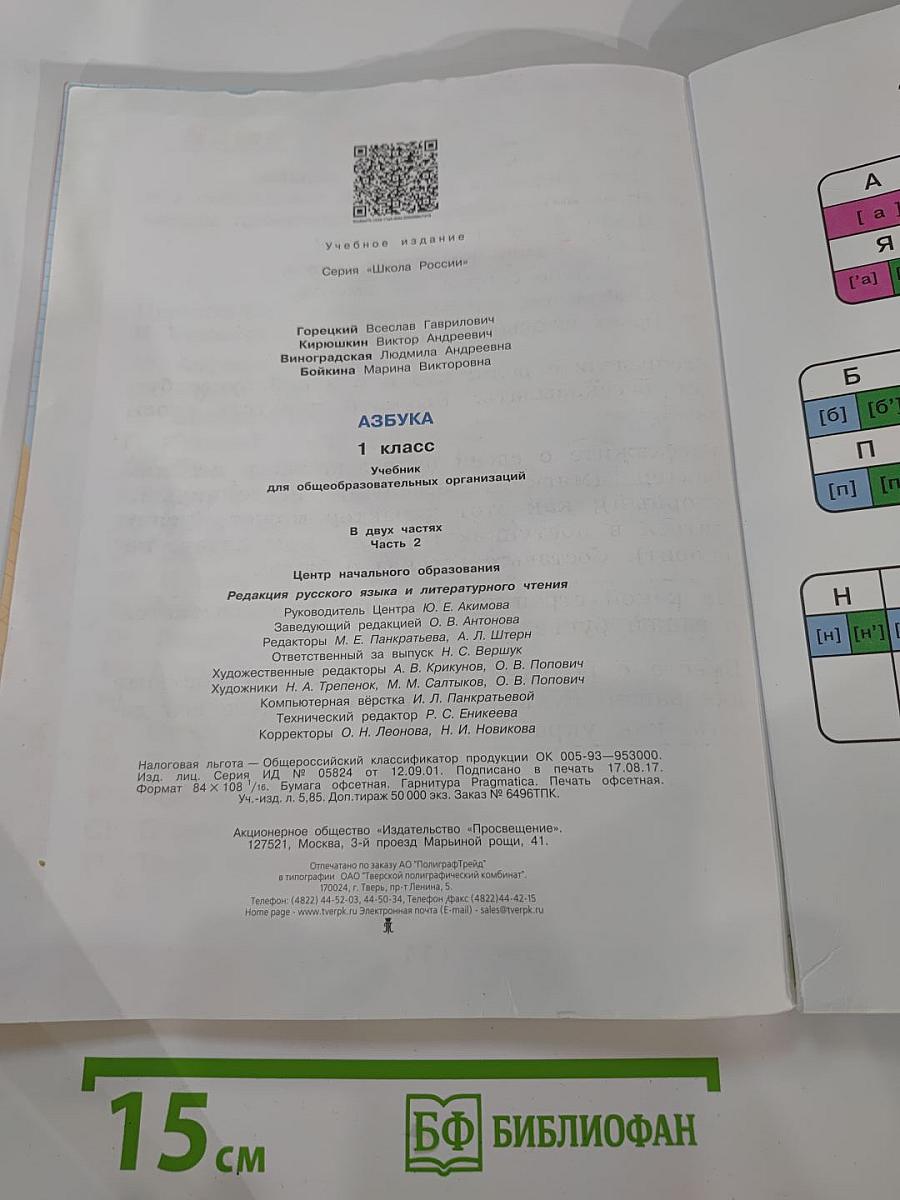 Учебное издание
Серия «Школа России»
Горецкий Всеслав Гаврилович
Кирюшкин Виктор Андреевич
Виноградская Людмила Андреевна
Бойкина Марина Викторовна
АЗБУКА
1 класс
Учебник
для общеобразовательных организаций
В двух частях
Часть 2
Центр начального образования
Редакция русского языка и литературного чтения
Руководитель Центра Ю. Е. Акимова
Заведующий редакцией О. В. Антонова
Редакторы М. Е. Панкратьева, А. Л. Штерн
Ответственный за выпуск Н. С. Вершук
Художественные редакторы А. В. Крикунов, О. В. Попович
Художники Н. А. Трепенок, М. М. Салтыков, О. В. Попович
Компьютерная вёрстка И. Л. Панкратьевой
Технический редактор Р. С. Еникеева
Корректоры О. Н. Леонова, Н. И. Новикова
Налоговая льгота — Общероссийский классификатор продукции ОК 005-93—953000.
Изд. лиц. Серия ИД № 05824 от 12.09.01. Подписано в печать 17.08.17.
Формат 84 × 108 1/16. Бумага офсетная. Гарнитура Pragmatica. Печать офсетная.
Уч.-изд. л. 5,85. Доп.тираж 50 000 экз. Заказ № 6496ТПК.
Акционерное общество «Издательство «Просвещение».
127521, Москва, 3-й проезд Марьиной рощи, 41.
Отпечатано по заказу АО "ПолиграфТрейд"
в типографии ОАО "Тверской полиграфический комбинат".
170024, г. Тверь, пр-т Ленина, 5.
Телефон: (4822) 44-52-03, 44-50-34, Телефон /факс (4822)44-42-15
Home page - www.tverpk.ru Электронная почта (E-mail) - sales@tverpk.ru
А
[ а ]
Я
['а]
Б
[б] [б']
П
[п] [п
Н
[н] [н']
15 см
БФ БИБЛИОФАН